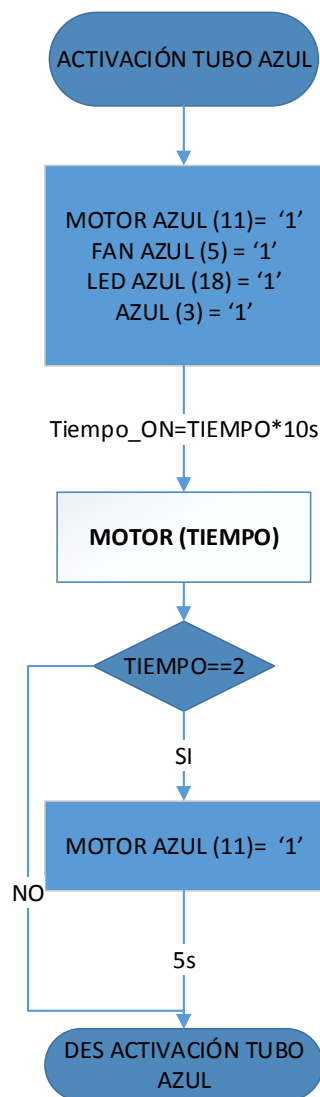 ACTIVACIÓN TUBO AZUL
MOTOR AZUL (11)= ‘1’
FAN AZUL (5) = ‘1’
LED AZUL (18) = ‘1’
AZUL (3) = ‘1’
Tiempo_ON=TIEMPO*10s
MOTOR (TIEMPO)
TIEMPO==2
SI
MOTOR AZUL (11)= ‘1’
NO
5s
DES ACTIVACIÓN TUBO
AZUL